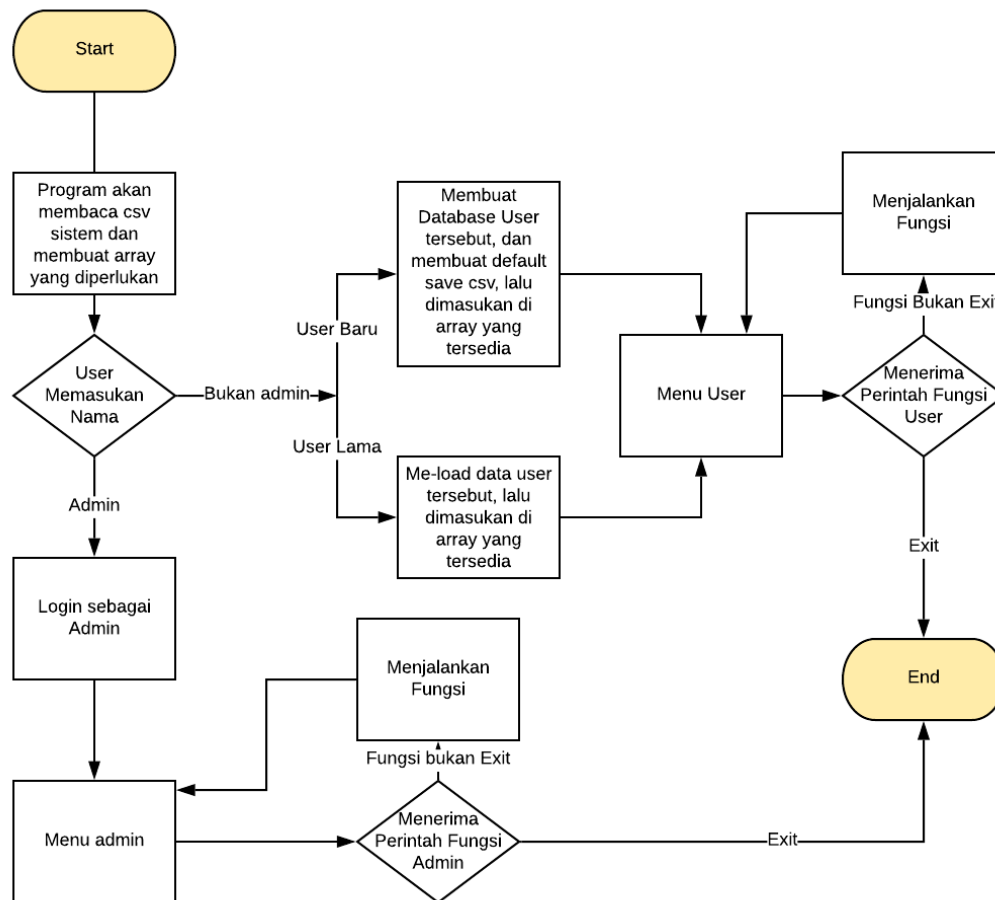 Start
Program akan
membaca csv
sistem dan
membuat array
yang diperlukan
User
Memasukan
Nama
Bukan admin
User Baru
User Lama
Membuat
Database User
tersebut, dan
membuat default
save csv, lalu
dimasukan di
array yang
tersedia
Me-load data user
tersebut, lalu
dimasukan di
array yang
tersedia
Menu User
Menjalankan
Fungsi
Fungsi Bukan Exit
Menerima
Perintah Fungsi
User
Exit
End
Admin
Login sebagai
Admin
Menu admin
Menjalankan
Fungsi
Fungsi bukan Exit
Menerima
Perintah Fungsi
Admin
Exit